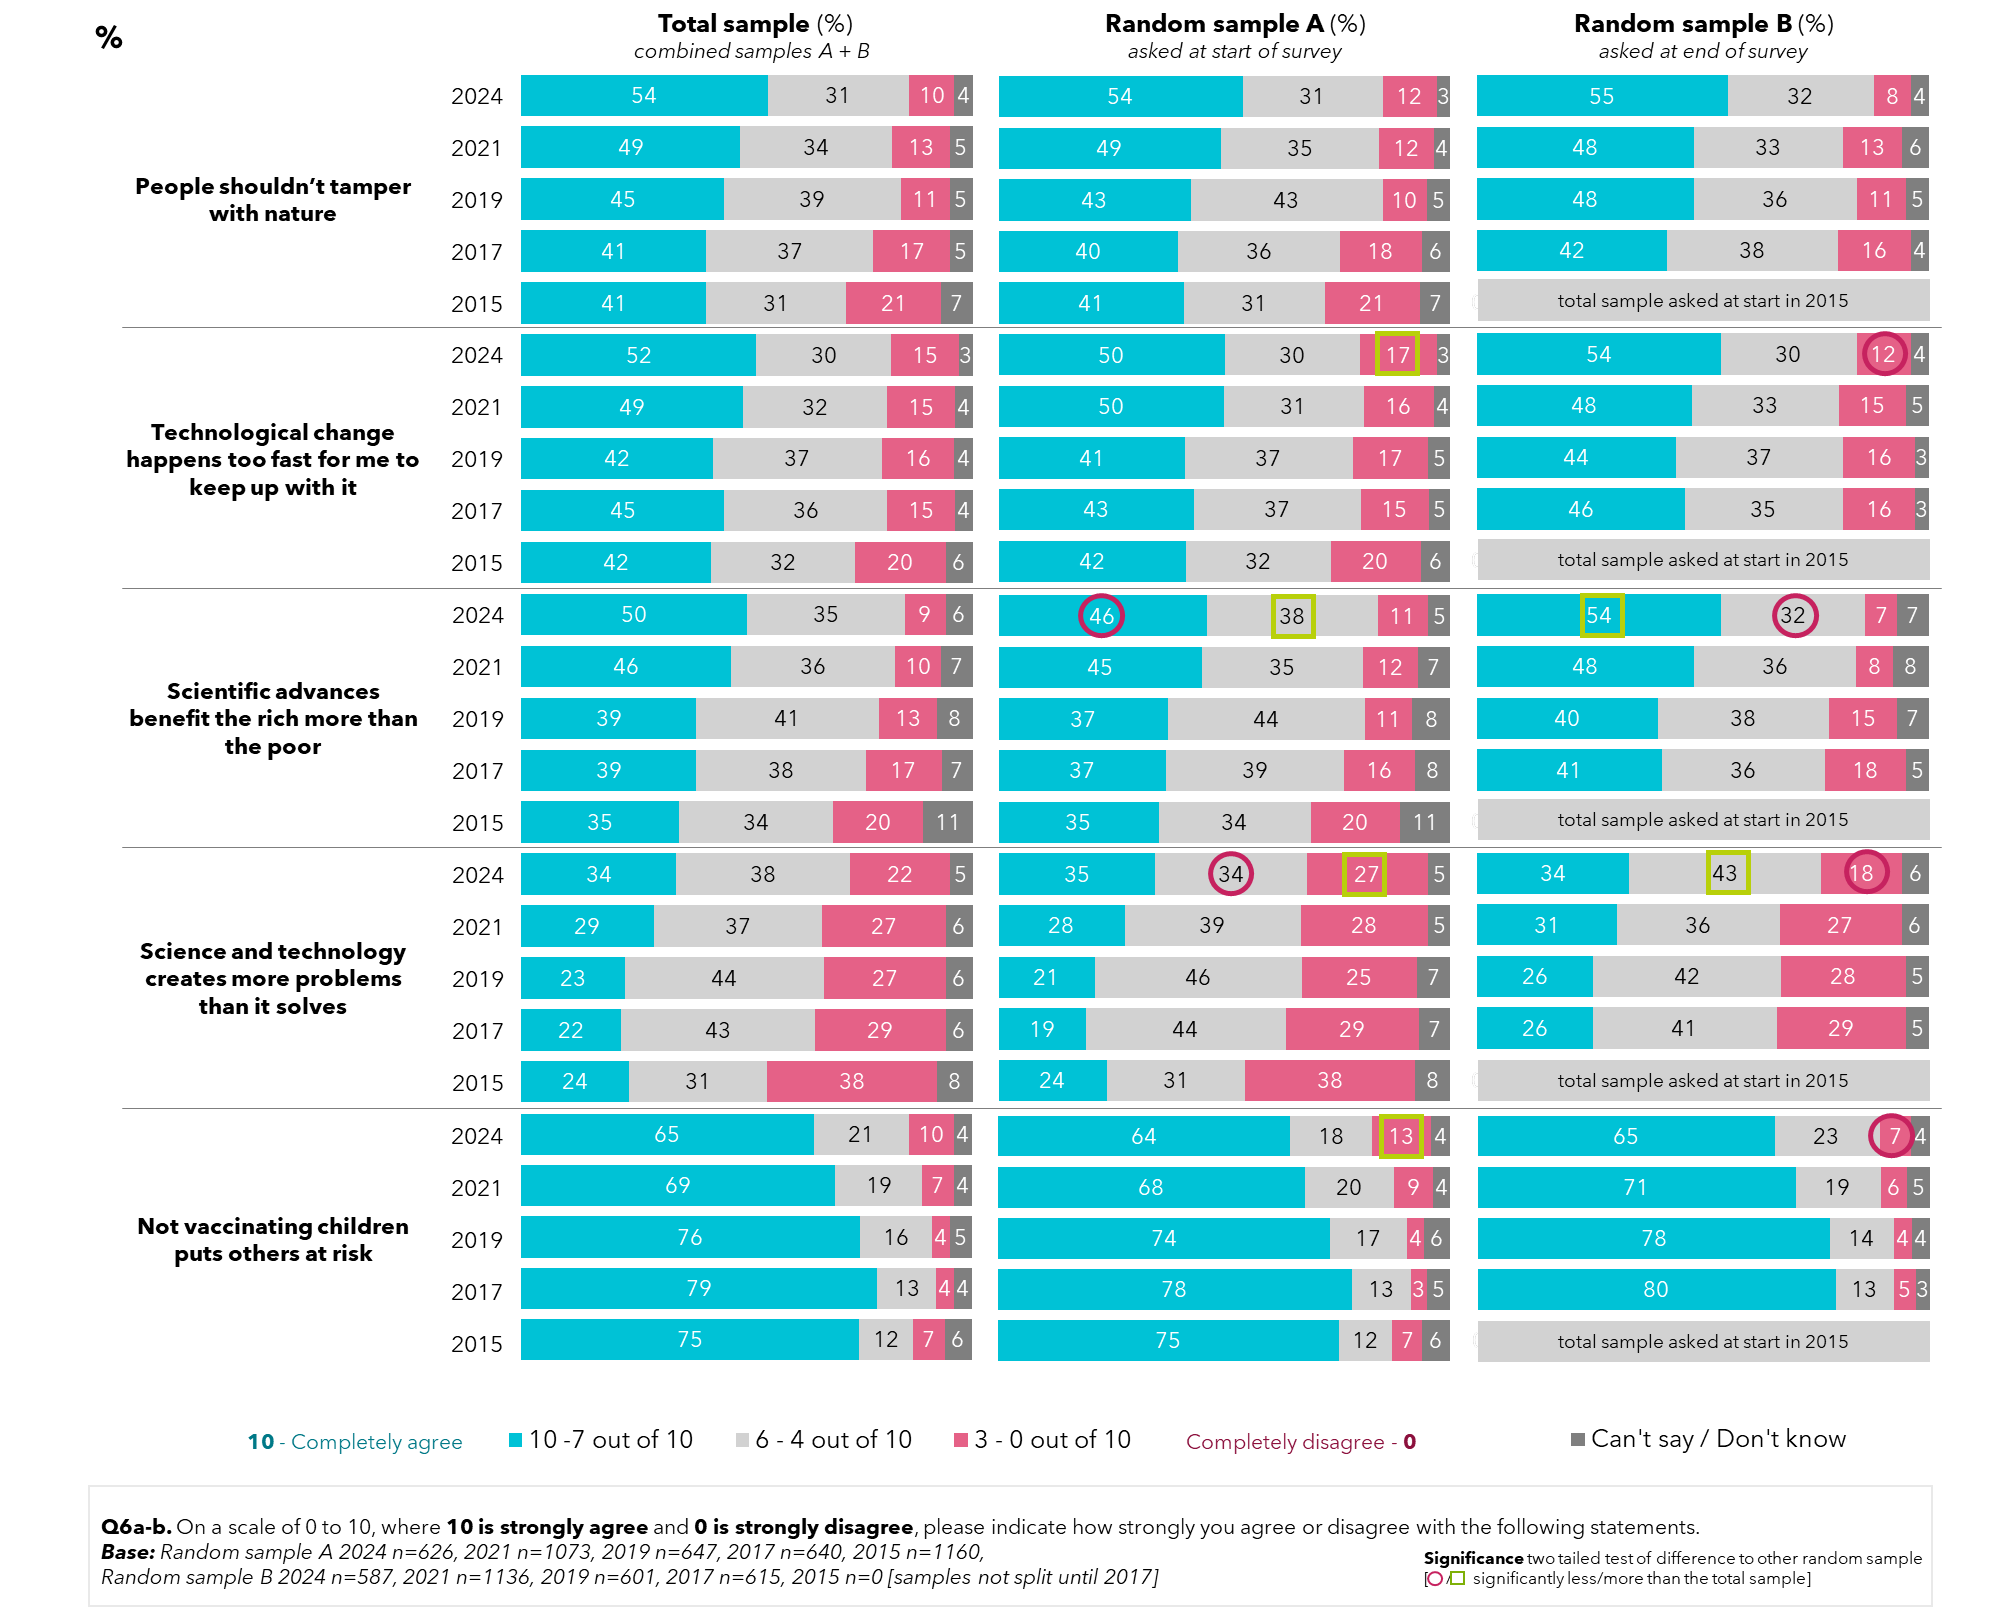 %
Total sample (%)
combined samples A + B
Random sample A (%)
asked at start of survey
Random sample B (%)
asked at end of survey
People shouldn't tamper
with nature
2024 54 31 10 4 54 31 12 3 55 32 8 4
2021 49 34 13 5 49 35 12 4 48 33 13 6
2019 45 39 11 5 43 43 10 5 48 36 11 5
2017 41 37 17 5 40 36 18 6 42 38 16 4
2015 41 31 21 7 41 31 21 7 total sample asked at start in 2015
Technological change
happens too fast for me to
keep up with it
2024 52 30 15 3 50 30 17 3 54 30 12 4
2021 49 32 15 4 50 31 16 4 48 33 15 5
2019 42 37 16 4 41 37 17 5 44 37 16 3
2017 45 36 15 4 43 37 15 5 46 35 16 3
2015 42 32 20 6 42 32 20 6 total sample asked at start in 2015
Scientific advances
benefit the rich more than
the poor
2024 50 35 9 6 46 38 11 5 54 32 7 7
2021 46 36 10 7 45 35 12 7 48 36 8 8
2019 39 41 13 8 37 44 11 8 40 38 15 7
2017 39 38 17 7 37 39 16 8 41 36 18 5
2015 35 34 20 11 35 34 20 11 total sample asked at start in 2015
Science and technology
creates more problems
than it solves
2024 34 38 22 5 35 34 27 5 34 43 18 6
2021 29 37 27 6 28 39 28 5 31 36 27 6
2019 23 44 27 6 21 46 25 7 26 42 28 5
2017 22 43 29 6 19 44 29 7 26 41 29 5
2015 24 31 38 8 24 31 38 8 total sample asked at start in 2015
Not vaccinating children
puts others at risk
2024 65 21 10 4 64 18 13 4 65 23 7 4
2021 69 19 7 4 68 20 9 4 71 19 6 5
2019 76 16 4 5 74 17 4 6 78 14 4 4
2017 79 13 4 4 78 13 3 5 80 13 5 3
2015 75 12 7 6 75 12 7 6 total sample asked at start in 2015
10 - Completely agree 10 -7 out of 10 6 - 4 out of 10 3 - 0 out of 10 Completely disagree - 0 Can't say / Don't know
Q6a-b. On a scale of 0 to 10, where 10 is strongly agree and 0 is strongly disagree, please indicate how strongly you agree or disagree with the following statements.
Base: Random sample A 2024 n=626, 2021 n=1073, 2019 n=647, 2017 n=640, 2015 n=1160,
Random sample B 2024 n=587, 2021 n=1136, 2019 n=601, 2017 n=615, 2015 n=0 [samples not split until 2017]
Significance two tailed test of difference to other random sample
[ / significantly less/more than the total sample]